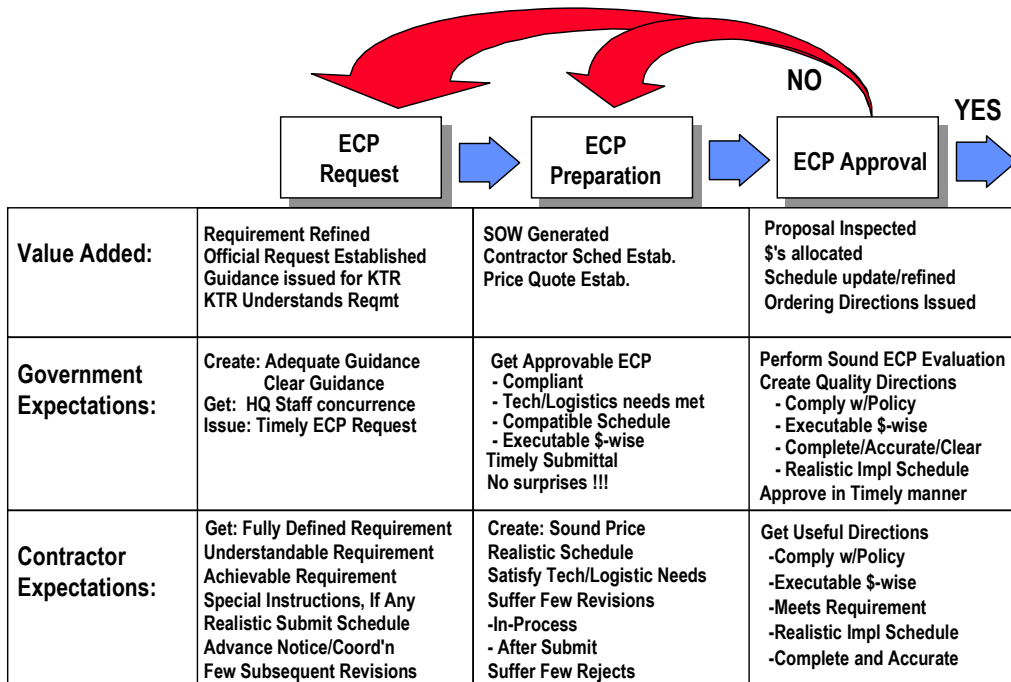 NO
YES
ECP
Request
ECP
Preparation
ECP Approval
Value Added:
Requirement Refined
Official Request Established
Guidance issued for KTR
KTR Understands Reqmt
SOW Generated
Contractor Sched Estab.
Price Quote Estab.
Proposal Inspected
$'s allocated
Schedule update/refined
Ordering Directions Issued
Government
Expectations:
Create: Adequate Guidance
Clear Guidance
Get: HQ Staff concurrence
Issue: Timely ECP Request
Get Approvable ECP
- Compliant
- Tech/Logistics needs met
- Compatible Schedule
- Executable $-wise
Timely Submittal
No surprises !!!
Perform Sound ECP Evaluation
Create Quality Directions
- Comply w/Policy
- Executable $-wise
- Complete/Accurate/Clear
- Realistic Impl Schedule
Approve in Timely manner
Contractor
Expectations:
Get: Fully Defined Requirement
Understandable Requirement
Achievable Requirement
Special Instructions, If Any
Realistic Submit Schedule
Advance Notice/Coord'n
Few Subsequent Revisions
Create: Sound Price
Realistic Schedule
Satisfy Tech/Logistic Needs
Suffer Few Revisions
-In-Process
- After Submit
Suffer Few Rejects
Get Useful Directions
-Comply w/Policy
-Executable $-wise
-Meets Requirement
-Realistic Impl Schedule
-Complete and Accurate